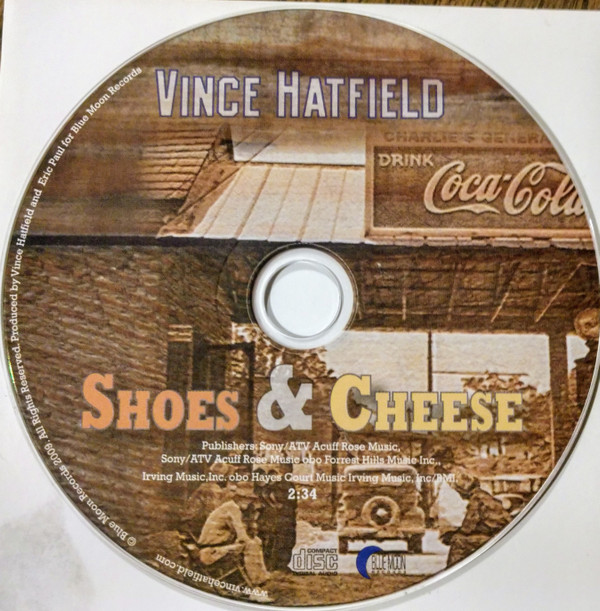 VINCE HATFIELD
CHARLIE'S GENERAL
DRINK
Coca-Cola
SHOES & CHEESE
Publishers: Sony/ATV Acuff Rose Music,
Sony/ATV Acuff Rose Music obo Forrest Hills Music Inc.,
Irving Music,Inc. obo Hayes Court Music Irving Music, Inc/BMI.
2:34
COMPACT
disc
DIGITAL AUDIO
BLUE MOON
RECORDS
© Blue Moon Records 2009 All Rights Reserved. Produced by Vince Hatfield and Eric Paul for Blue Moon Records
www.vincehatfield.com